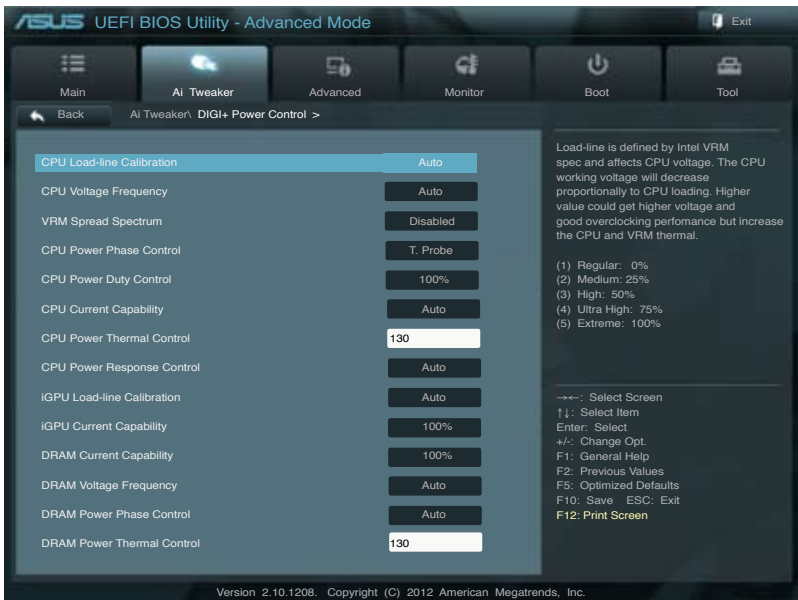 ASUS UEFI BIOS Utility - Advanced Mode
Exit
Main
Ai Tweaker
Advanced
Monitor
Boot
Tool
Back
Ai Tweaker\ DIGI+ Power Control >
CPU Load-line Calibration Auto
CPU Voltage Frequency Auto
VRM Spread Spectrum Disabled
CPU Power Phase Control T. Probe
CPU Power Duty Control 100%
CPU Current Capability Auto
CPU Power Thermal Control 130
CPU Power Response Control Auto
iGPU Load-line Calibration Auto
iGPU Current Capability 100%
DRAM Current Capability 100%
DRAM Voltage Frequency Auto
DRAM Power Phase Control Auto
DRAM Power Thermal Control 130
Load-line is defined by Intel VRM
spec and affects CPU voltage. The CPU
working voltage will decrease
proportionally to CPU loading. Higher
value could get higher voltage and
good overclocking perfomance but increase
the CPU and VRM thermal.
(1) Regular: 0%
(2) Medium: 25%
(3) High: 50%
(4) Ultra High: 75%
(5) Extreme: 100%
→←: Select Screen
↑↓: Select Item
Enter: Select
+/-: Change Opt.
F1: General Help
F2: Previous Values
F5: Optimized Defaults
F10: Save ESC: Exit
F12: Print Screen
Version 2.10.1208. Copyright (C) 2012 American Megatrends, Inc.